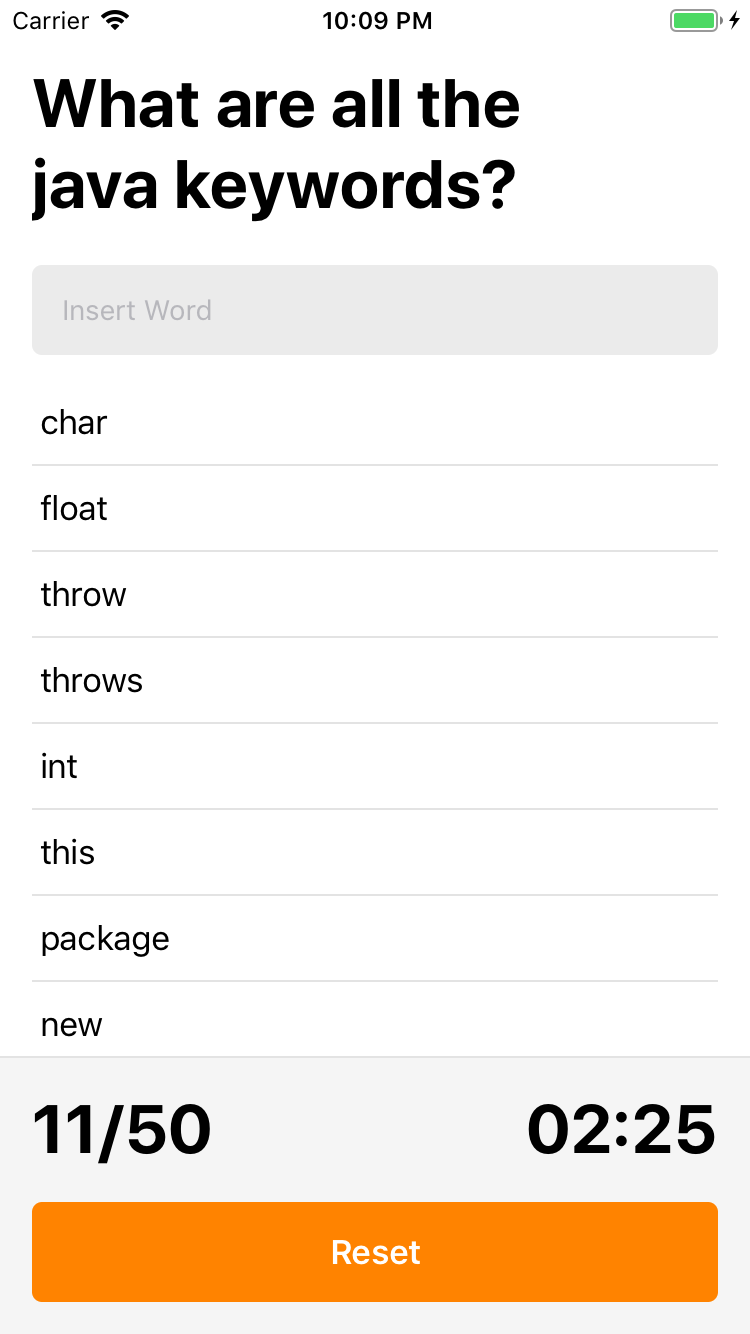 Carrier 10:09 PM
What are all the
java keywords?
Insert Word
char
float
throw
throws
int
this
package
new
11/50 02:25
Reset